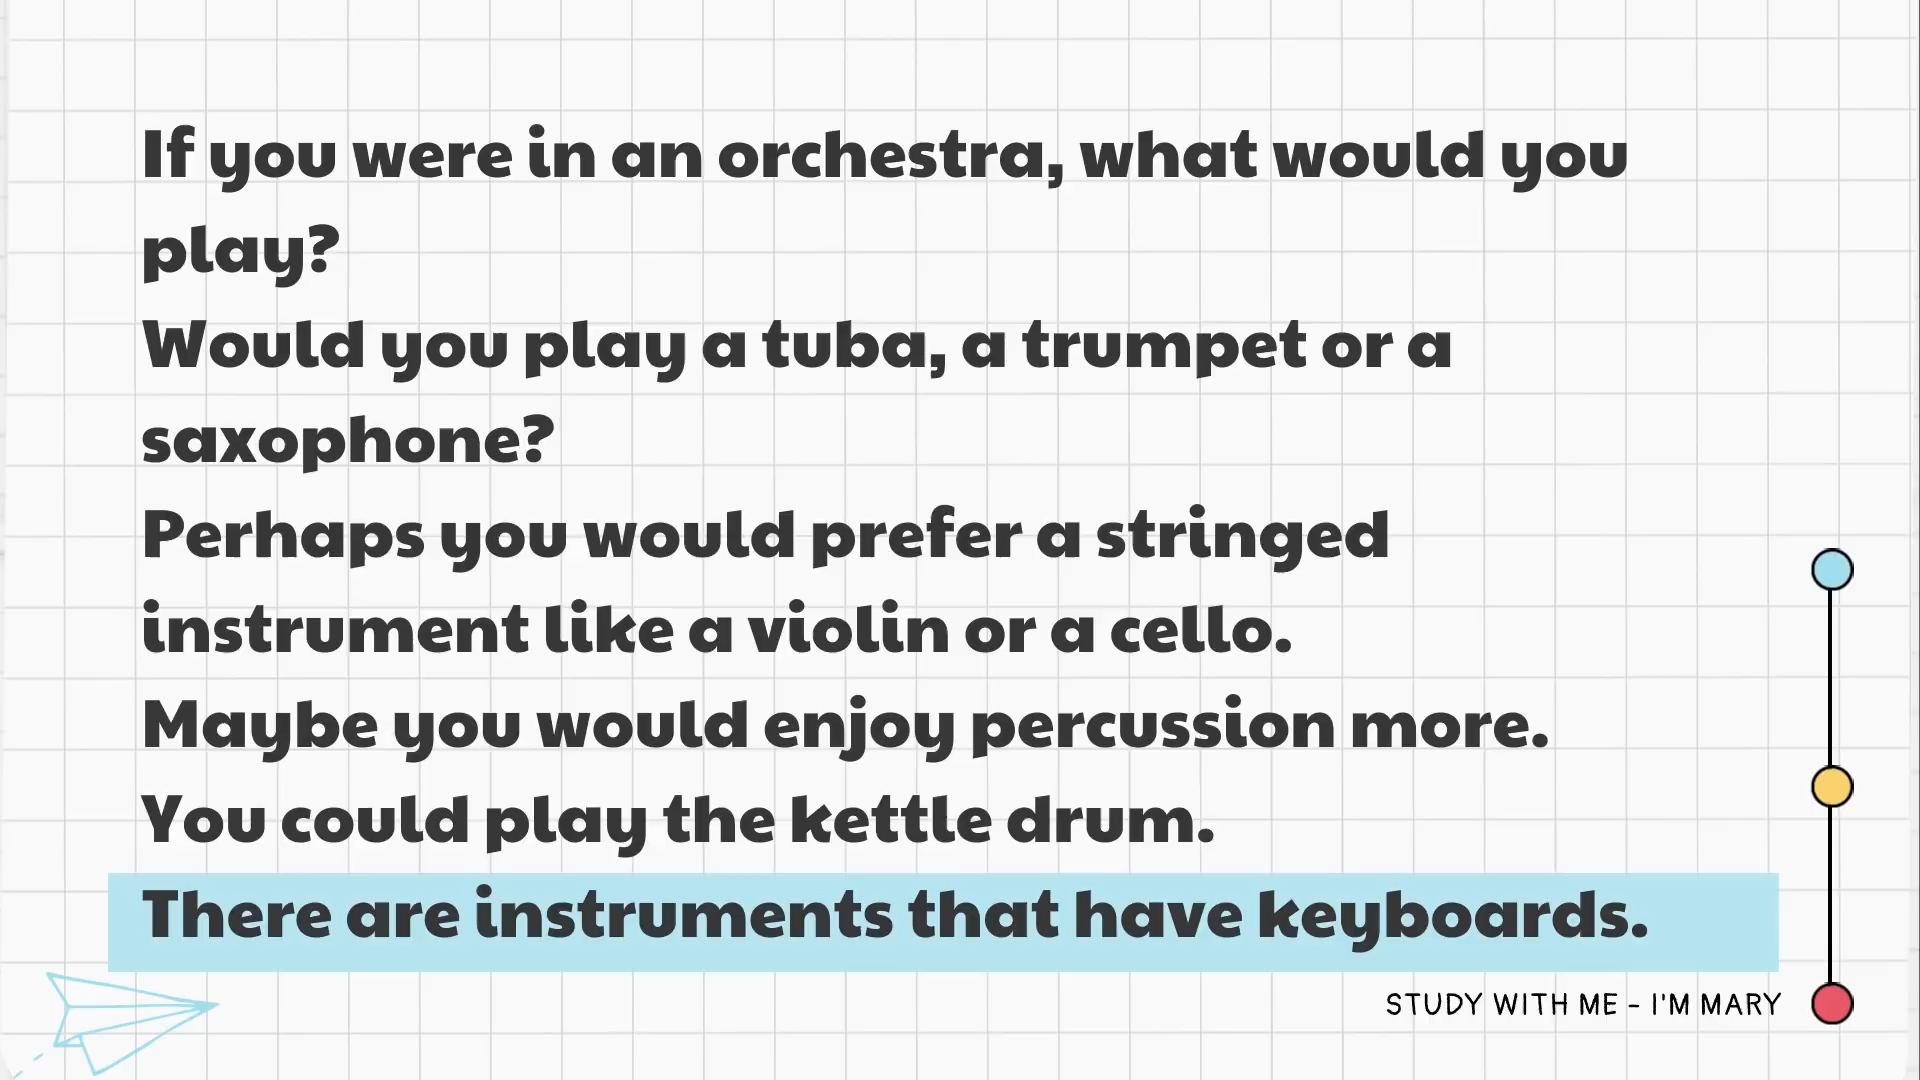 If you were in an orchestra, what would you
play?
Would you play a tuba, a trumpet or a
saxophone?
Perhaps you would prefer a stringed
instrument like a violin or a cello.
Maybe you would enjoy percussion more.
You could play the kettle drum.
There are instruments that have keyboards.
STUDY WITH ME - I'M MARY